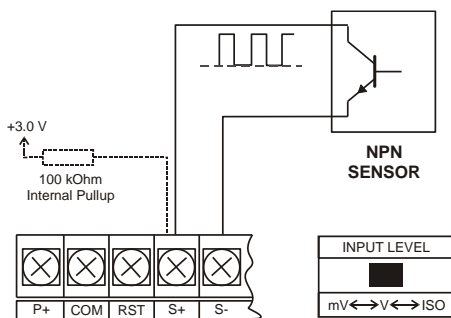 +3.0 V
100 kOhm
Internal Pullup
NPN
SENSOR
P+ COM RST S+ S-
INPUT LEVEL
mV↔V↔ISO